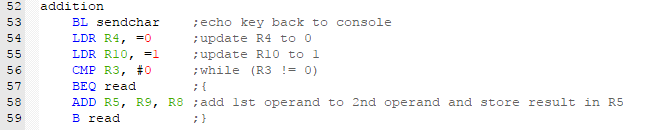 52 addition
53 BL sendchar ;echo key back to console
54 LDR R4, =0 ;update R4 to 0
55 LDR R10, =1 ;update R10 to 1
56 CMP R3, #0 ;while (R3 != 0)
57 BEQ read ;{
58 ADD R5, R9, R8 ;add 1st operand to 2nd operand and store result in R5
59 B read ;}